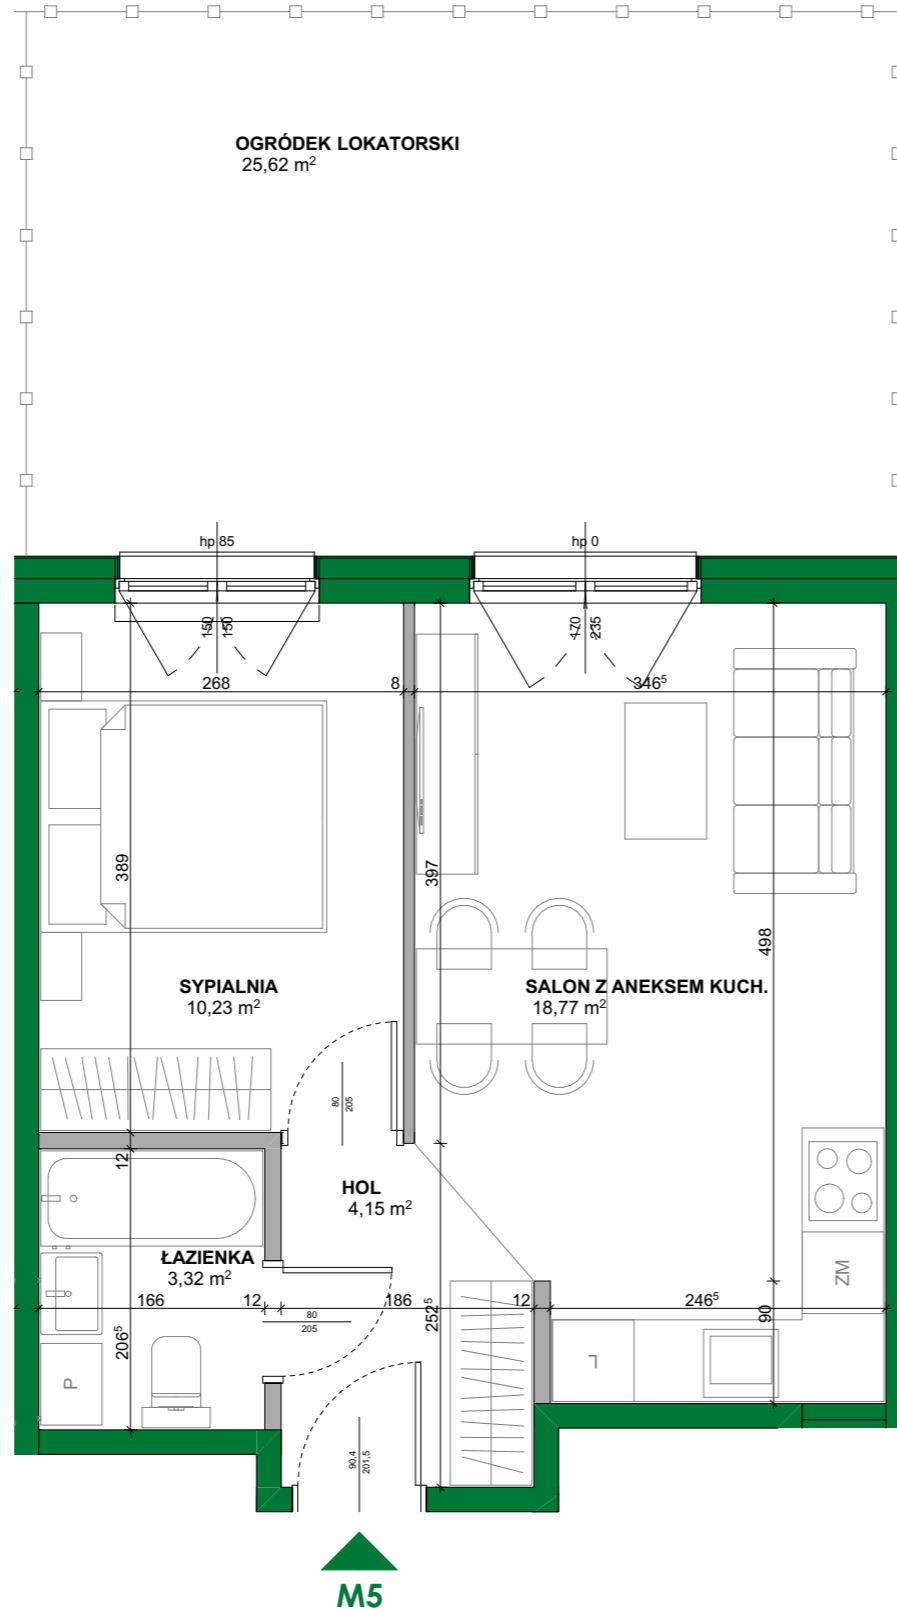 OGRÓDEK LOKATORSKI
25,62 m²
hp 85
hp 0
150
150
470
235
268
8
346⁵
389
397
498
SYPIALNIA
10,23 m²
SALON Z ANEKSEM KUCH.
18,77 m²
80
205
12
HOL
4,15 m²
ŁAZIENKA
3,32 m²
ZM
166
12
186
12
246⁵
80
205
206⁵
252⁵
90
L
P
90,4
201,5
M5